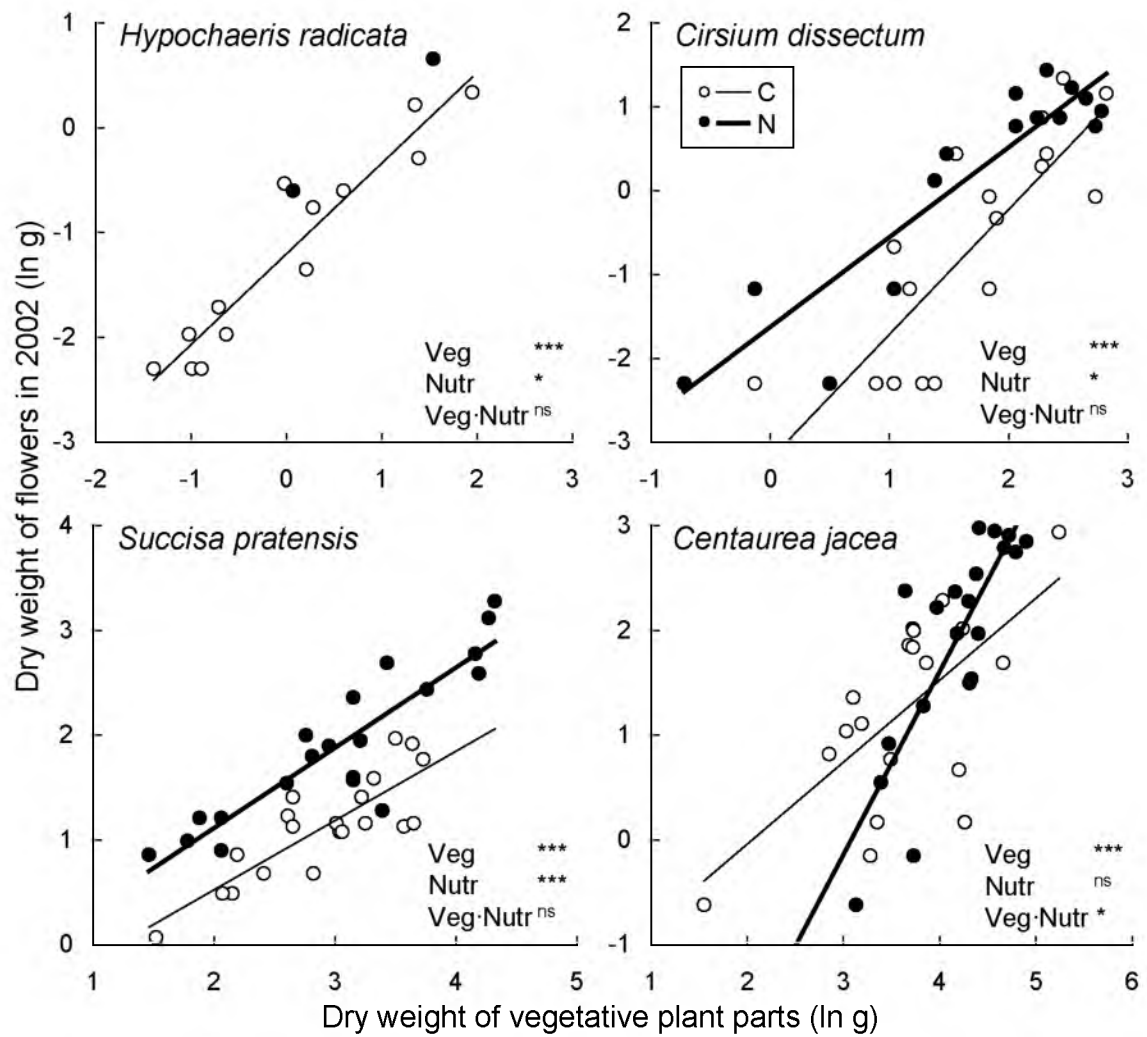 Hypochaeris radicata
1
0
-1
-2
-3
Veg ***
Nutr *
Veg·Nutr ns
-2 -1 0 1 2 3
Cirsium dissectum
C
N
2
1
0
-1
-2
-3
Veg ***
Nutr *
Veg·Nutr ns
-1 0 1 2 3
Succisa pratensis
4
3
2
1
0
Veg ***
Nutr ***
Veg·Nutr ns
1 2 3 4 5
Centaurea jacea
3
2
1
0
-1
Veg ***
Nutr ns
Veg·Nutr *
1 2 3 4 5 6
Dry weight of flowers in 2002 (ln g)
Dry weight of vegetative plant parts (ln g)